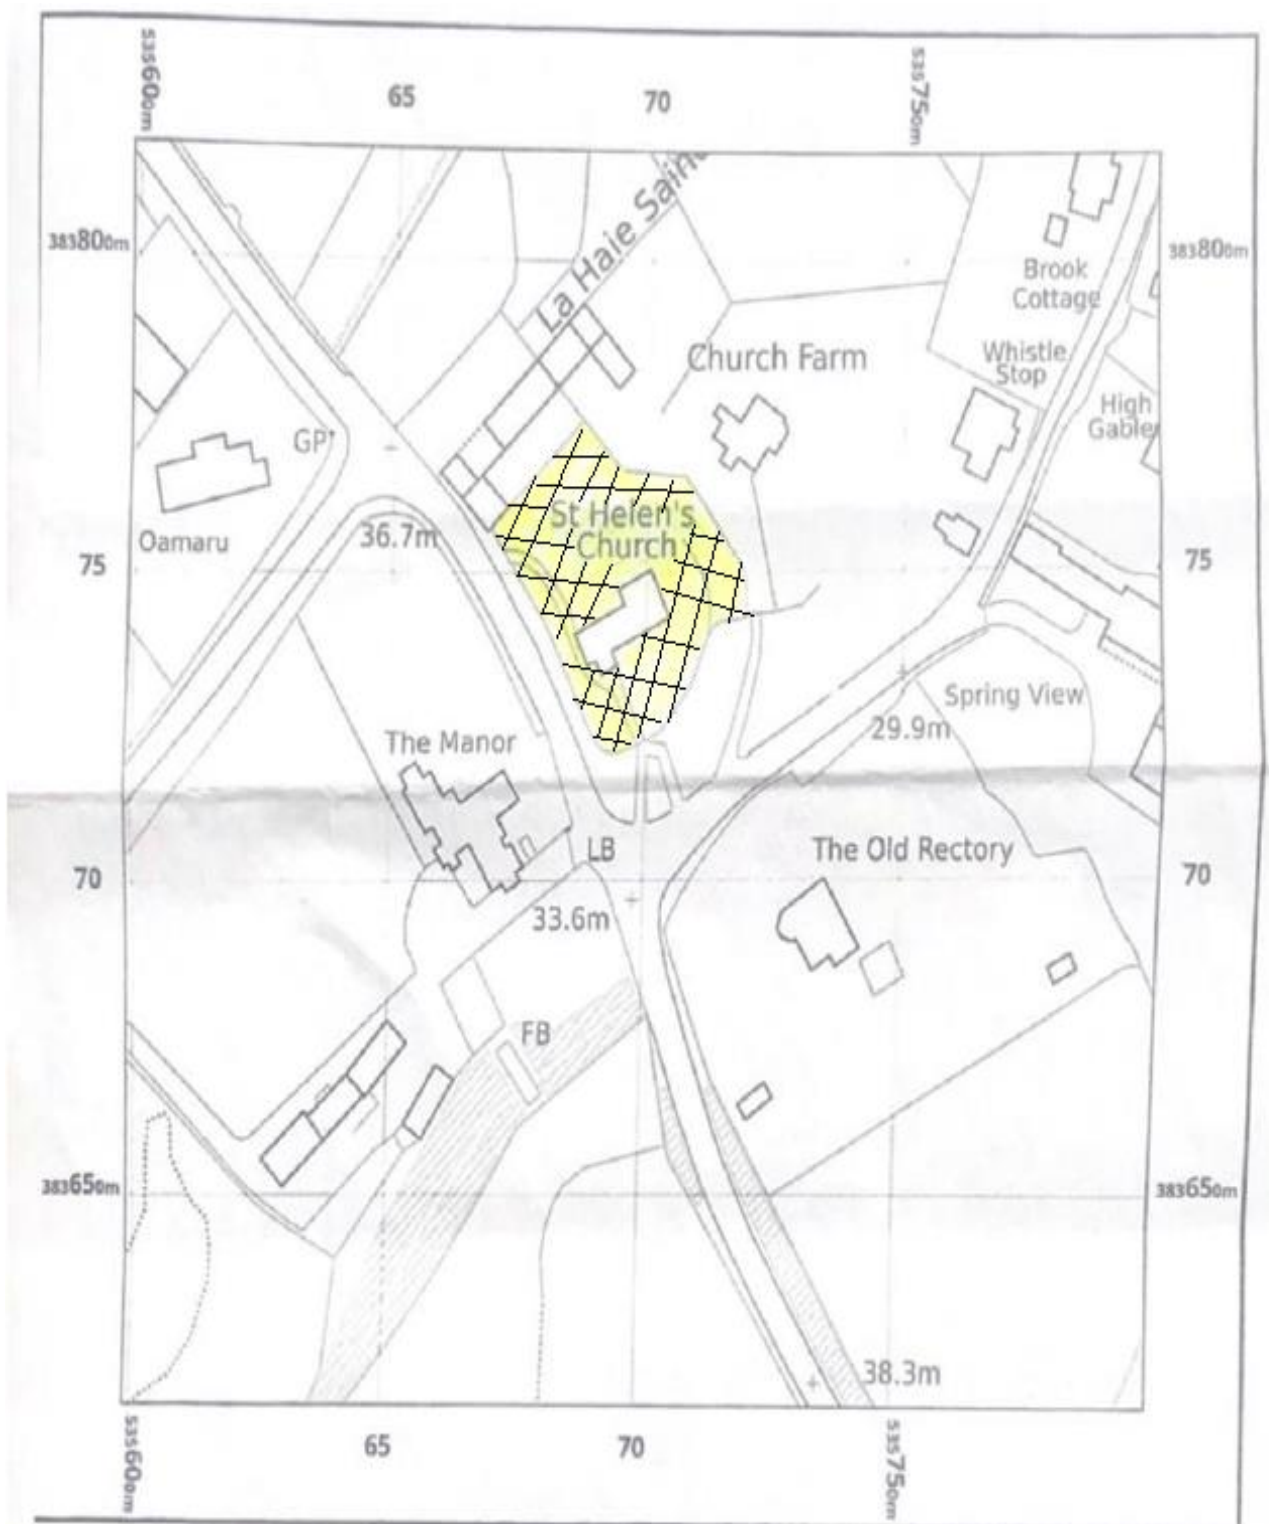 535600m
65
70
535750m
383800m
383800m
La Haie Saint
Brook
Cottage
Church Farm
Whistle
Stop
High
Gable
GP
Oamaru
36.7m
St Helen's
Church
75
75
Spring View
29.9m
The Manor
LB
The Old Rectory
70
70
33.6m
FB
383650m
383650m
38.3m
535600m
65
70
535750m